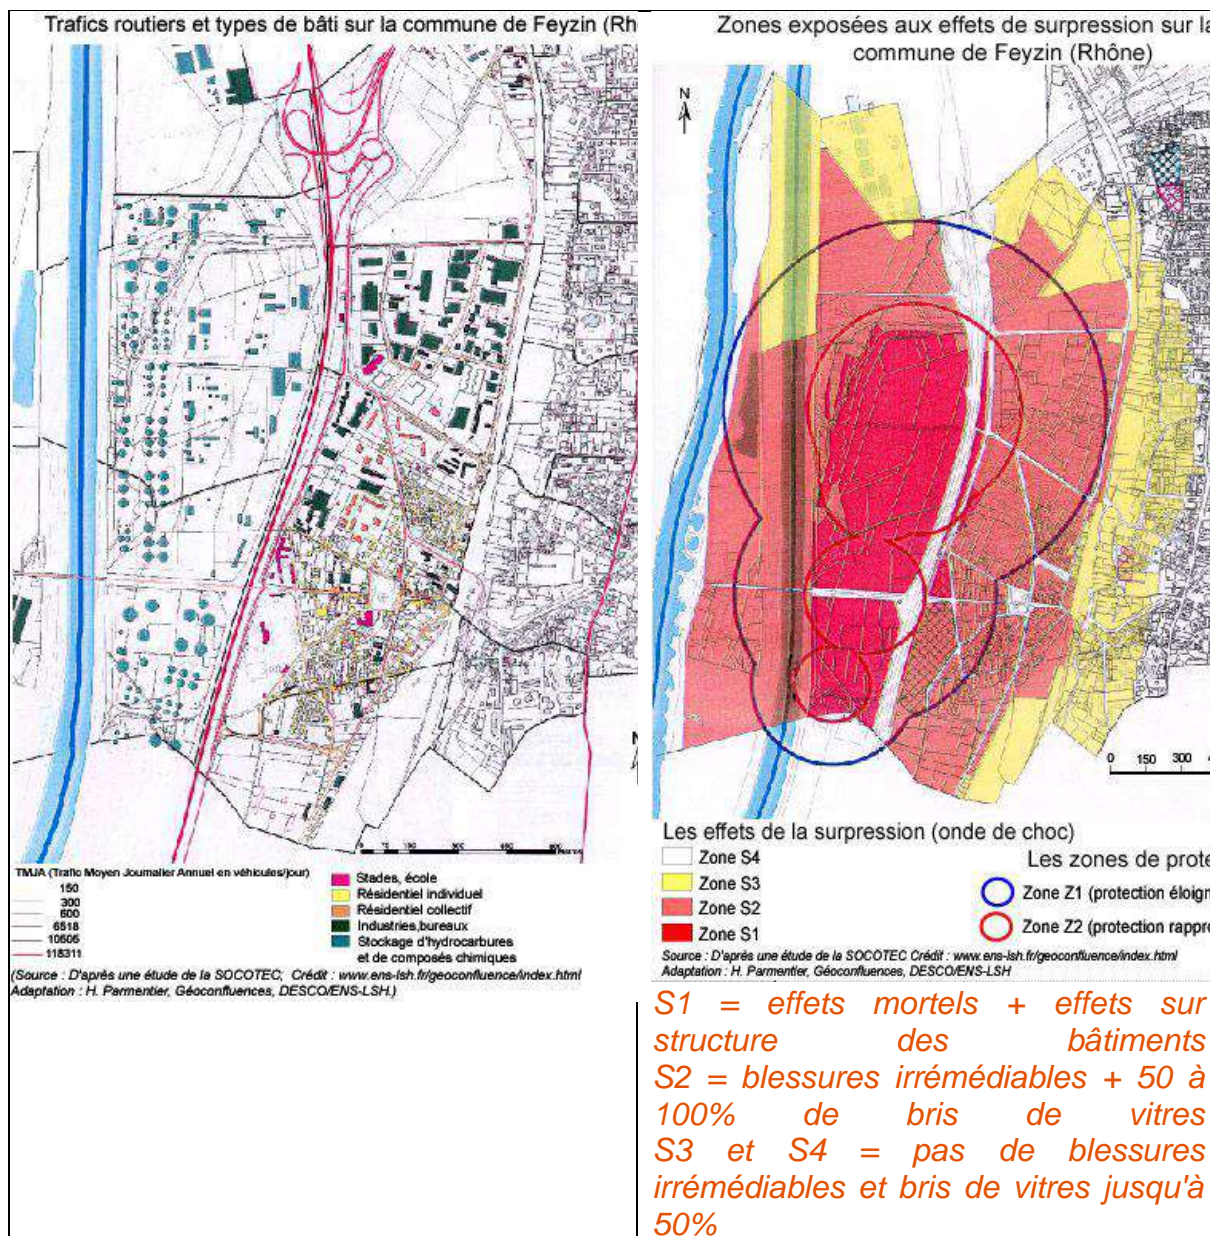 Trafics routiers et types de bâti sur la commune de Feyzin (Rh
TMJA (Trafic Moyen Journalier Annuel en véhicules/jour)
150
300
600
6518
10605
118311
Stades, école
Résidentiel individuel
Résidentiel collectif
Industries,bureaux
Stockage d'hydrocarbures
et de composés chimiques
(Source : D'après une étude de la SOCOTEC; Crédit : www.ens-lsh.fr/geoconfluence/index.html
Adaptation : H. Parmentier, Géoconfluences, DESCO/ENS-LSH.)
Zones exposées aux effets de surpression sur la
commune de Feyzin (Rhône)
N
0 150 300
Les effets de la surpression (onde de choc)
Zone S4
Zone S3
Zone S2
Zone S1
Les zones de prote
Zone Z1 (protection éloign
Zone Z2 (protection rappro
Source : D'après une étude de la SOCOTEC Crédit : www.ens-lsh.fr/geoconfluence/index.html
Adaptation : H. Parmentier, Géoconfluences, DESCO/ENS-LSH
S1 = effets mortels + effets sur
structure des bâtiments
S2 = blessures irrémédiables + 50 à
100% de bris de vitres
S3 et S4 = pas de blessures
irrémédiables et bris de vitres jusqu'à
50%